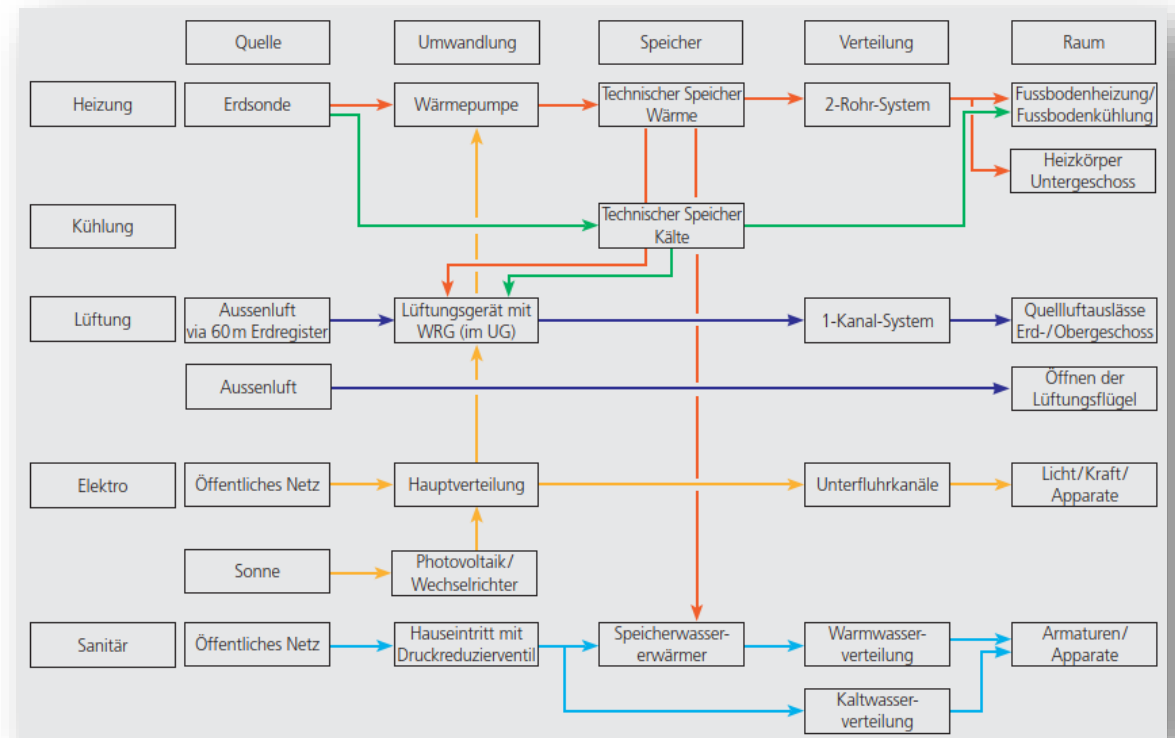 Quelle
Umwandlung
Speicher
Verteilung
Raum
Heizung
Erdsonde
Wärmepumpe
Technischer Speicher
Wärme
2-Rohr-System
Fussbodenheizung/
Fussbodenkühlung
Heizkörper
Untergeschoss
Kühlung
Technischer Speicher
Kälte
Lüftung
Aussenluft
via 60 m Erdregister
Lüftungsgerät mit
WRG (im UG)
1-Kanal-System
Quellluftauslässe
Erd-/Obergeschoss
Aussenluft
Öffnen der
Lüftungsflügel
Elektro
Öffentliches Netz
Hauptverteilung
Unterfluhrkanäle
Licht/Kraft/
Apparate
Sonne
Photovoltaik/
Wechselrichter
Sanitär
Öffentliches Netz
Hauseintritt mit
Druckreduzierventil
Speicherwasser-
erwärmer
Warmwasser-
verteilung
Armaturen/
Apparate
Kaltwasser-
verteilung